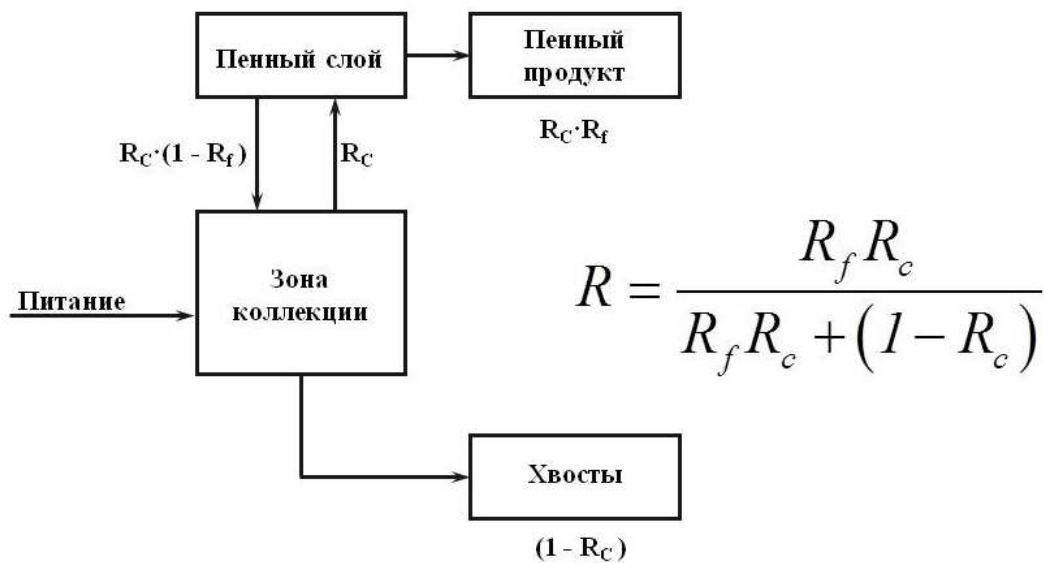 Пенный слой
Пенный
продукт
R_C·(1 - R_f)
R_C
R_C·R_f
Питание
Зона
коллекции
R = \frac{R_f R_c}{R_f R_c + (1 - R_c)}
Хвосты
(1 - R_C)